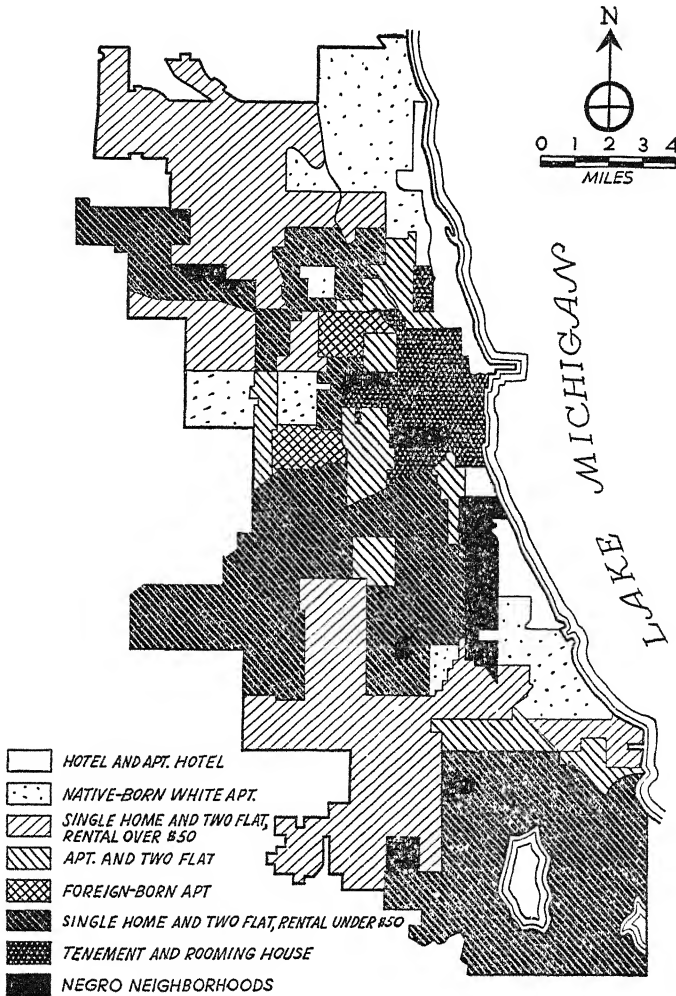 N
0 1 2 3 4
MILES
LAKE MICHIGAN
HOTEL AND APT. HOTEL
NATIVE-BORN WHITE APT.
SINGLE HOME AND TWO FLAT,
RENTAL OVER $50
APT. AND TWO FLAT
FOREIGN-BORN APT
SINGLE HOME AND TWO FLAT, RENTAL UNDER $50
TENEMENT AND ROOMING HOUSE
NEGRO NEIGHBORHOODS